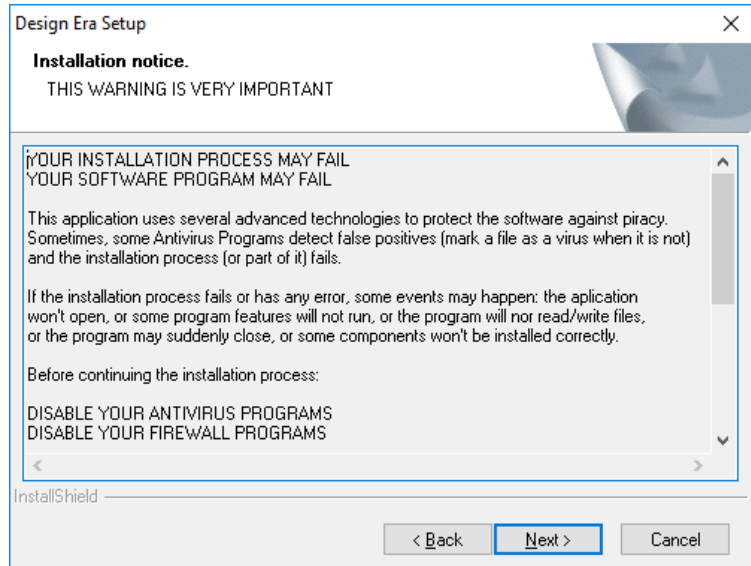 Design Era Setup
Installation notice.
THIS WARNING IS VERY IMPORTANT
YOUR INSTALLATION PROCESS MAY FAIL
YOUR SOFTWARE PROGRAM MAY FAIL
This application uses several advanced technologies to protect the software against piracy.
Sometimes, some Antivirus Programs detect false positives (mark a file as a virus when it is not)
and the installation process (or part of it) fails.
If the installation process fails or has any error, some events may happen: the aplication
won't open, or some program features will not run, or the program will nor read/write files,
or the program may suddenly close, or some components won't be installed correctly.
Before continuing the installation process:
DISABLE YOUR ANTIVIRUS PROGRAMS
DISABLE YOUR FIREWALL PROGRAMS
InstallShield
< Back
Next >
Cancel